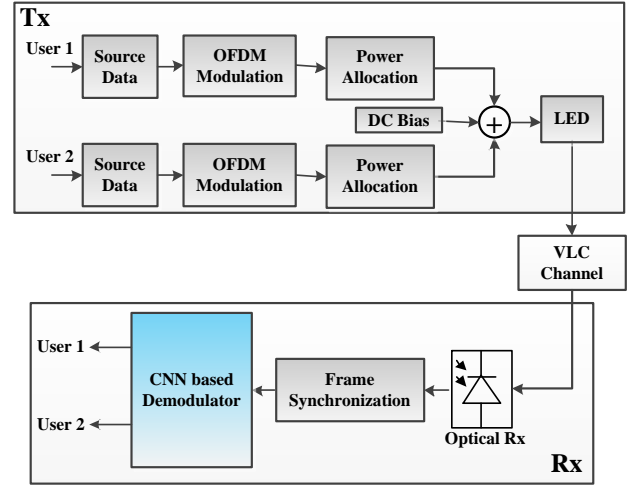 Tx
User 1
Source
Data
OFDM
Modulation
Power
Allocation
DC Bias
+
LED
User 2
Source
Data
OFDM
Modulation
Power
Allocation
VLC
Channel
User 1
User 2
CNN based
Demodulator
Frame
Synchronization
Optical Rx
Rx